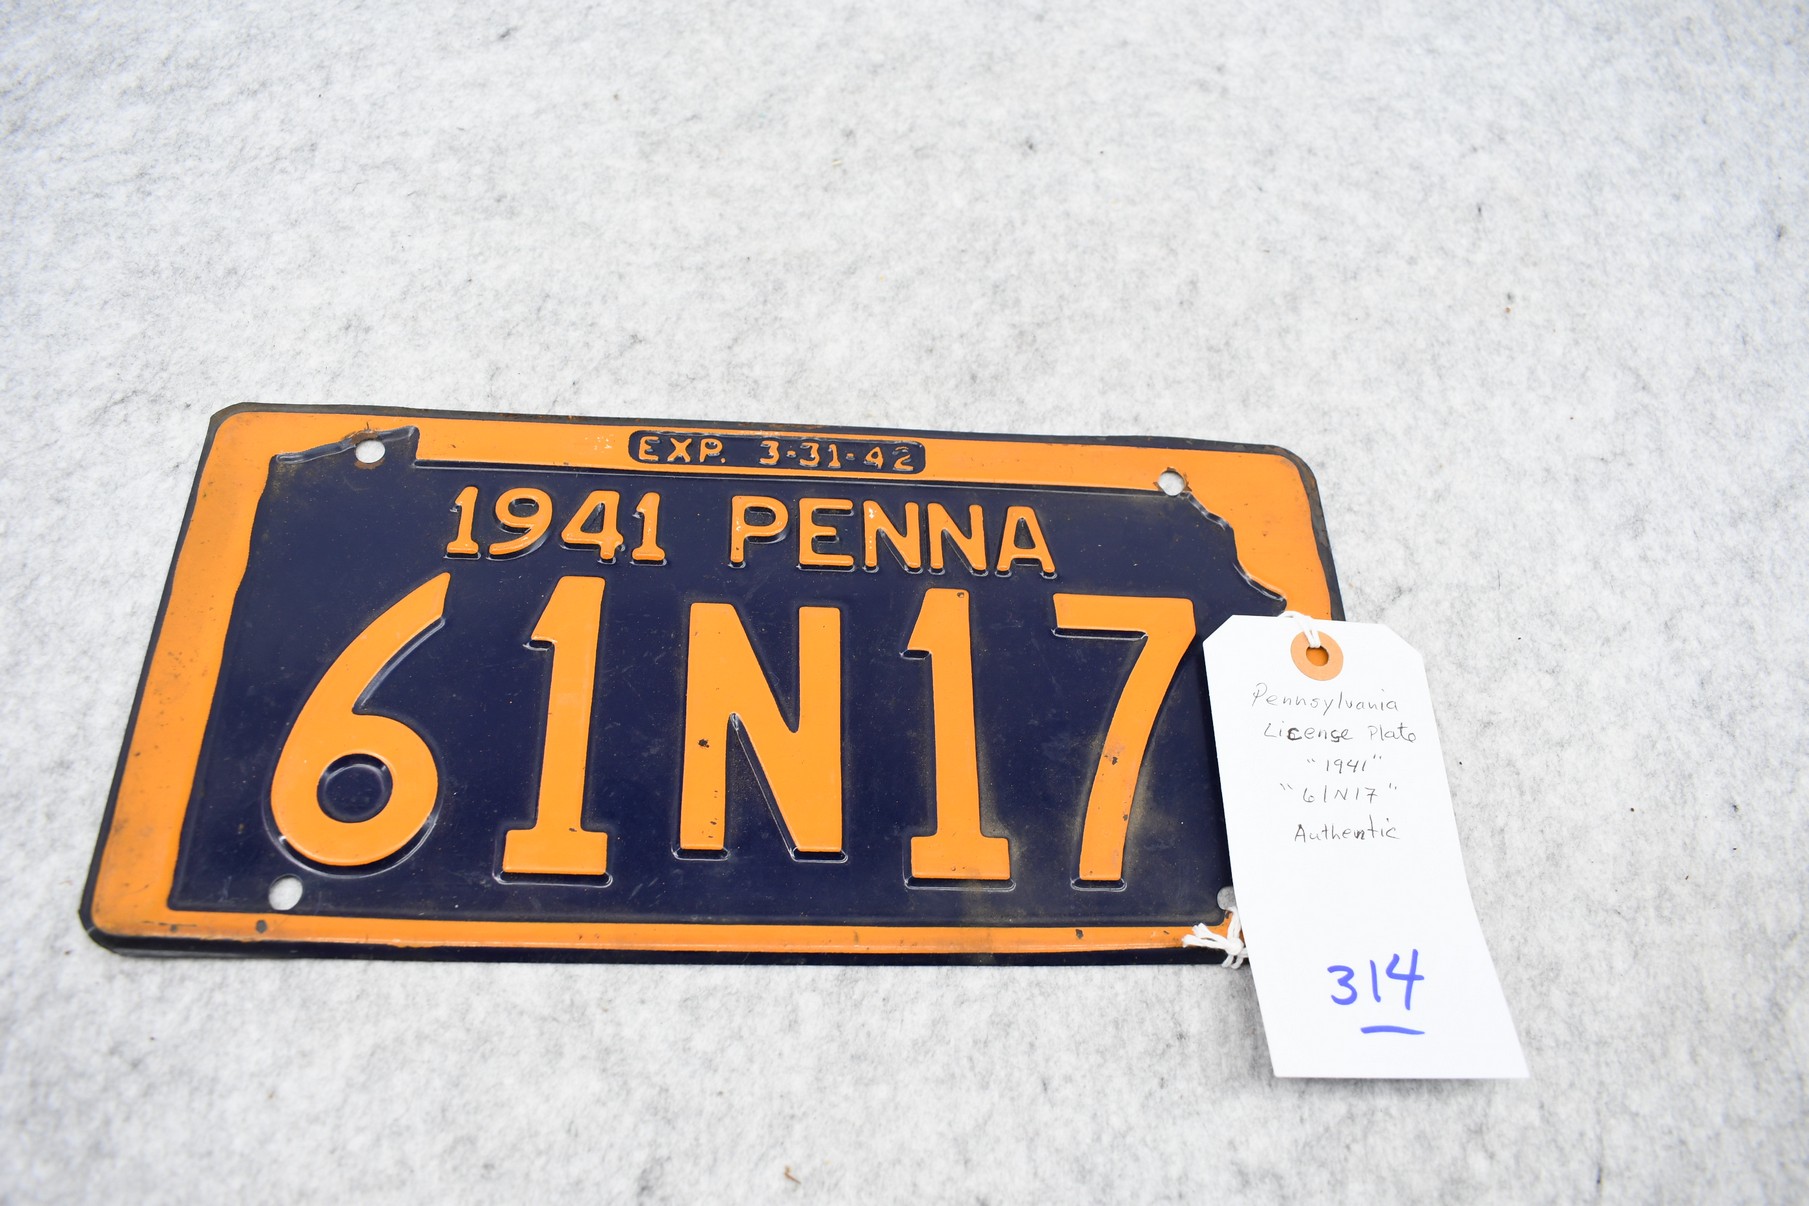 EXP. 3-31-42
1941 PENNA
61N17
Pennsylvania
License Plate
"1941"
"61N17"
Authentic
314